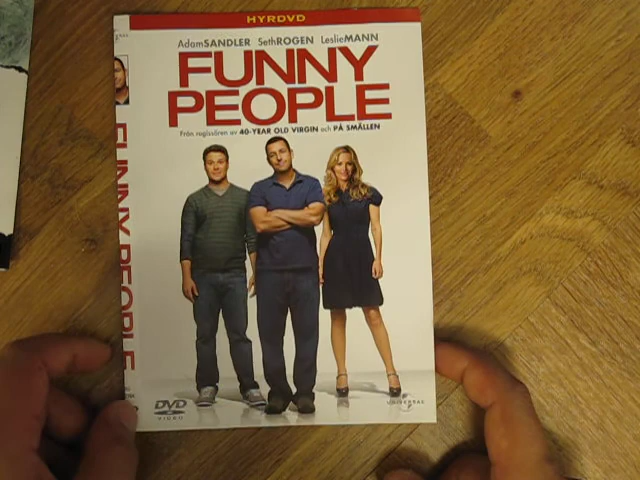 HYRDVD
AdamSANDLER SethROGEN LeslieMANN
FUNNY
PEOPLE
Från regissören av 40-YEAR OLD VIRGIN och PÅ SMÄLLEN
FUNNY PEOPLE
DVD
VIDEO
UNIVERSAL